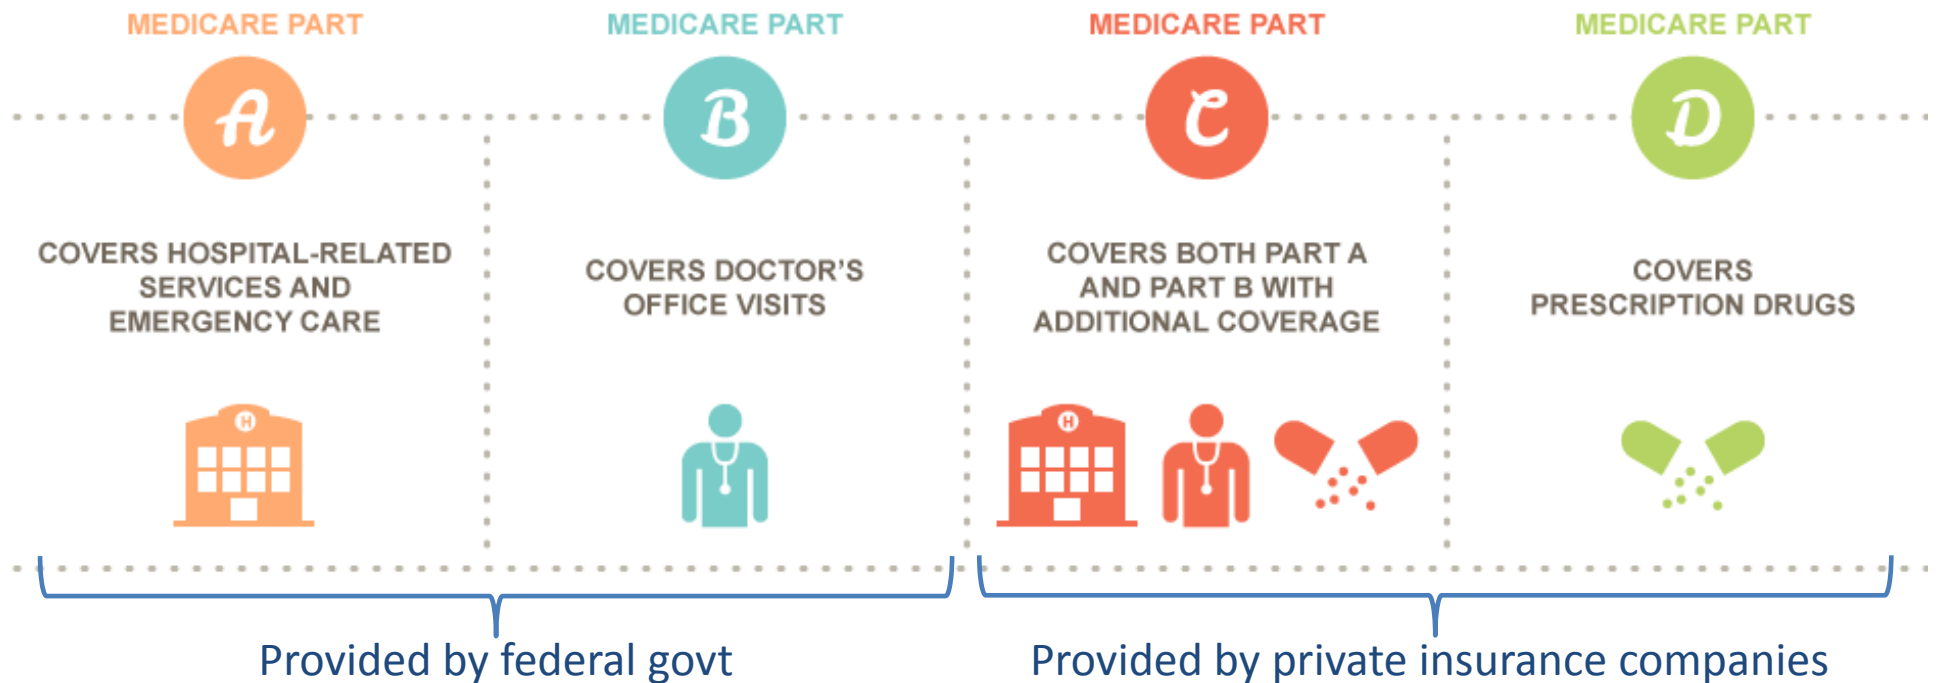 MEDICARE PART
A
COVERS HOSPITAL-RELATED
SERVICES AND
EMERGENCY CARE
H
MEDICARE PART
B
COVERS DOCTOR'S
OFFICE VISITS
MEDICARE PART
C
COVERS BOTH PART A
AND PART B WITH
ADDITIONAL COVERAGE
H
MEDICARE PART
D
COVERS
PRESCRIPTION DRUGS
Provided by federal govt
Provided by private insurance companies